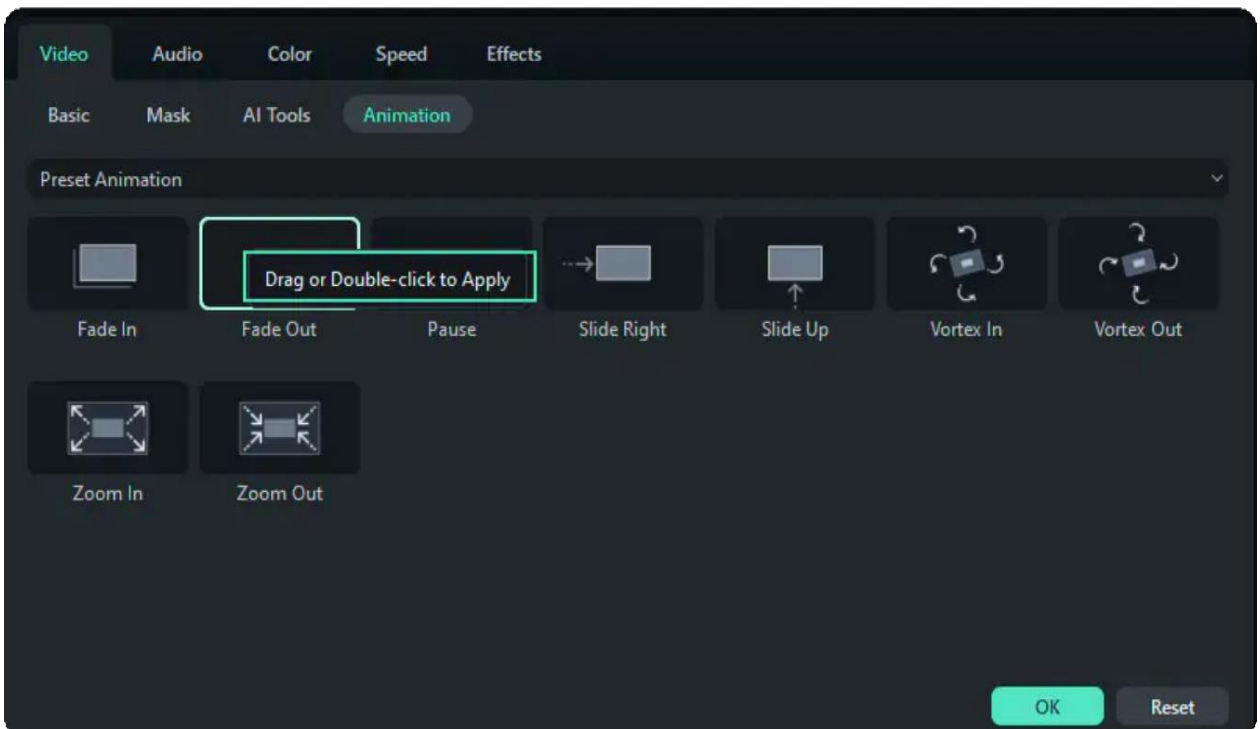 Video Audio Color Speed Effects
Basic Mask AI Tools Animation
Preset Animation
Drag or Double-click to Apply
Fade In Fade Out Pause Slide Right Slide Up Vortex In Vortex Out
Zoom In Zoom Out
OK Reset